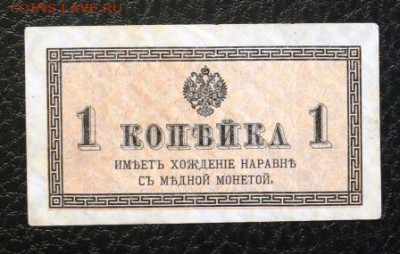 COINS.LAVE.RU
1 КОПѢЙКА 1
ИМѢЕТЪ ХОЖДЕНІЕ НАРАВНѢ
СЪ МѢДНОЙ МОНЕТОЙ.